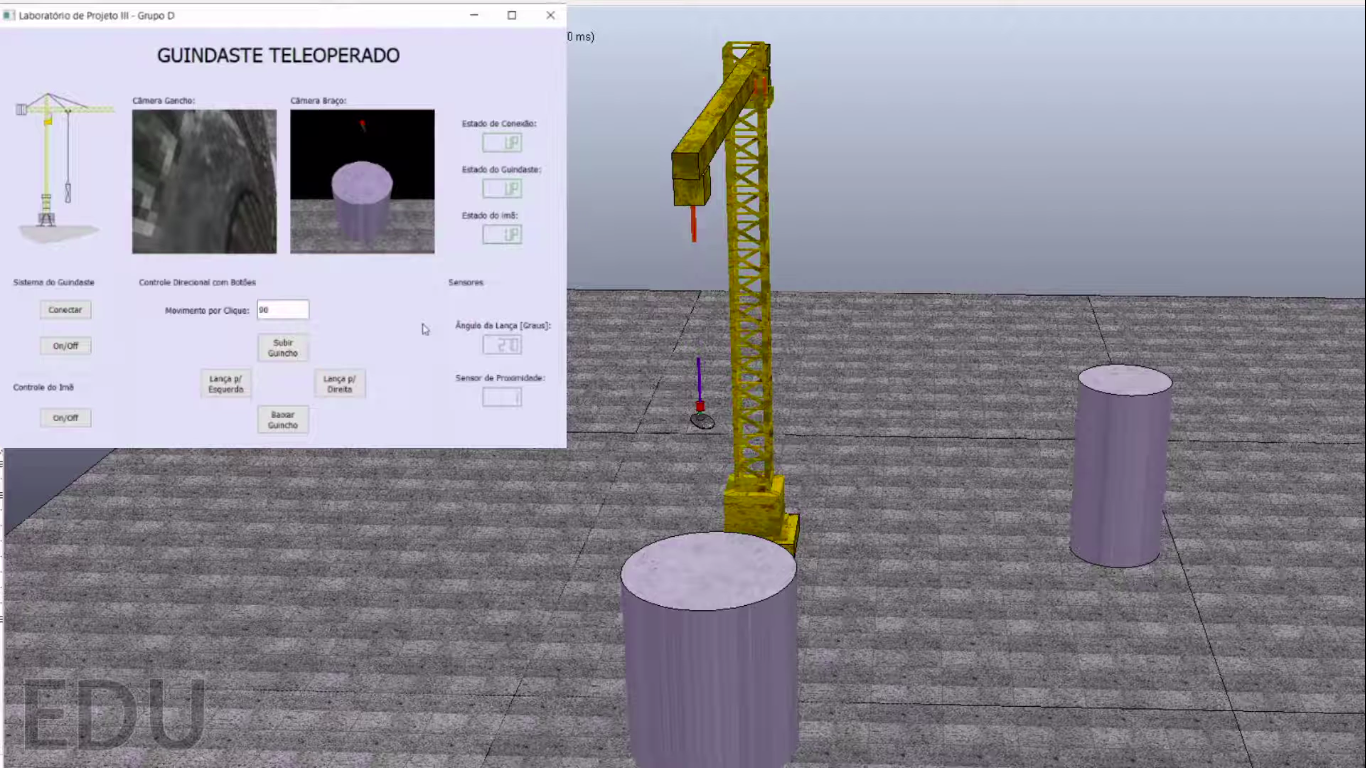 Laboratório de Projeto III - Grupo D
0 ms)
GUINDASTE TELEOPERADO
Câmera Gancho:
Câmera Braço:
Estado de Conexão:
UP
Estado do Guindaste:
UP
Estado do imã:
UP
Sistema do Guindaste
Controle Direcional com Botões
Sensores
Conectar
Movimento por Clique:
90
Ângulo da Lança [Graus]:
On/Off
Subir
Guincho
Controle do Imã
Lança p/
Esquerda
Lança p/
Direita
Sensor de Proximidade:
On/Off
Baixar
Guincho
EDU